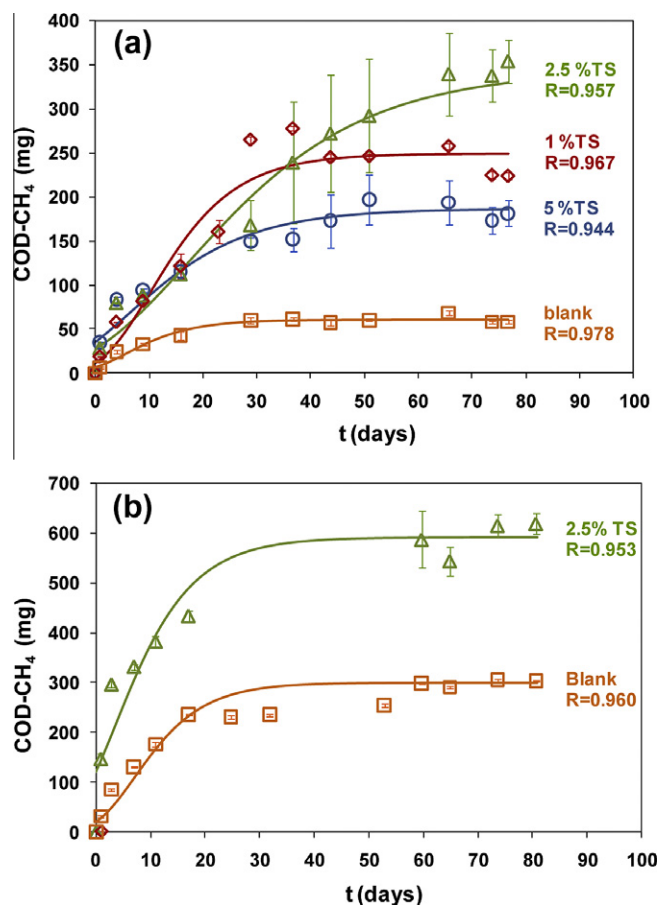 (a)
COD-CH₄ (mg)
400
350
300
250
200
150
100
50
0
2.5 %TS
R=0.957
1 %TS
R=0.967
5 %TS
R=0.944
blank
R=0.978
0 10 20 30 40 50 60 70 80 90 100
t (days)
(b)
COD-CH₄ (mg)
700
600
500
400
300
200
100
0
2.5% TS
R=0.953
Blank
R=0.960
0 10 20 30 40 50 60 70 80 90 100
t (days)